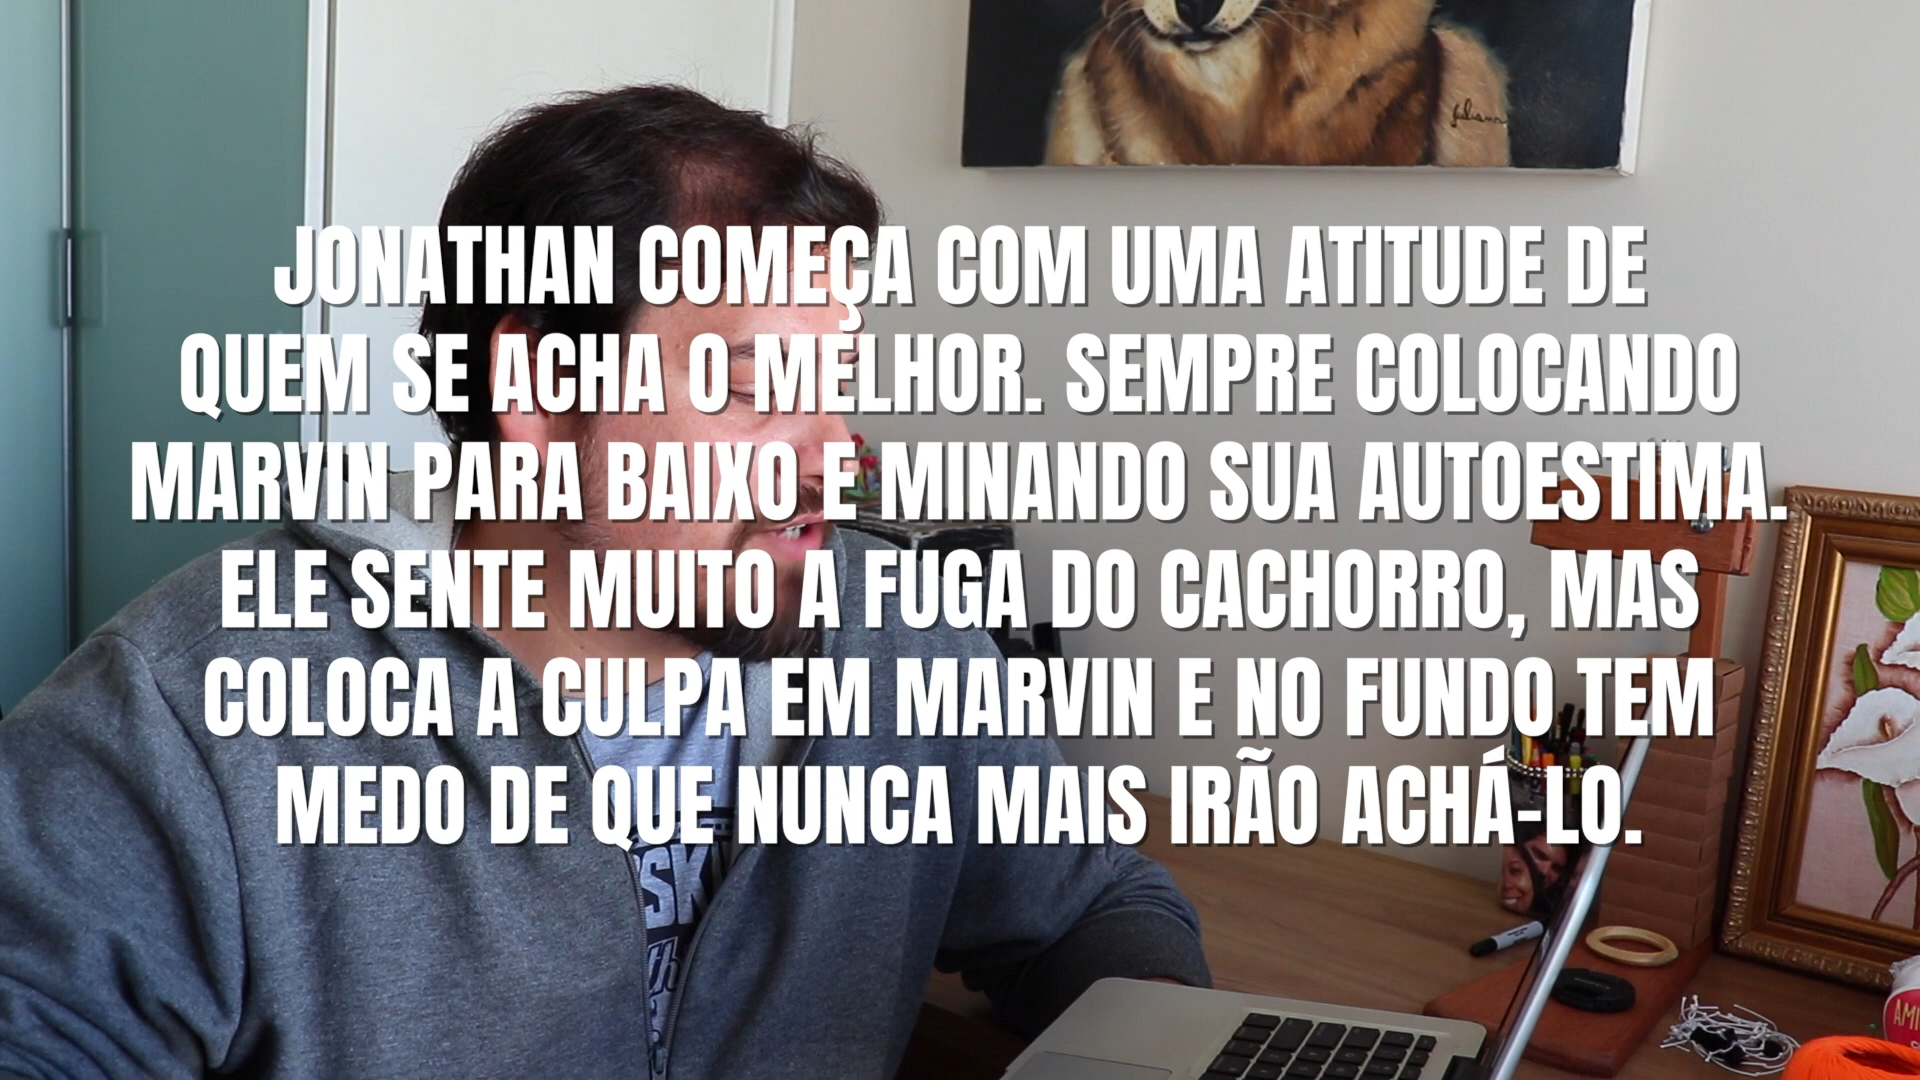 JONATHAN COMEÇA COM UMA ATITUDE DE
QUEM SE ACHA O MELHOR. SEMPRE COLOCANDO
MARVIN PARA BAIXO E MINANDO SUA AUTOESTIMA.
ELE SENTE MUITO A FUGA DO CACHORRO, MAS
COLOCA A CULPA EM MARVIN E NO FUNDO TEM
MEDO DE QUE NUNCA MAIS IRÃO ACHÁ-LO.
Juliana